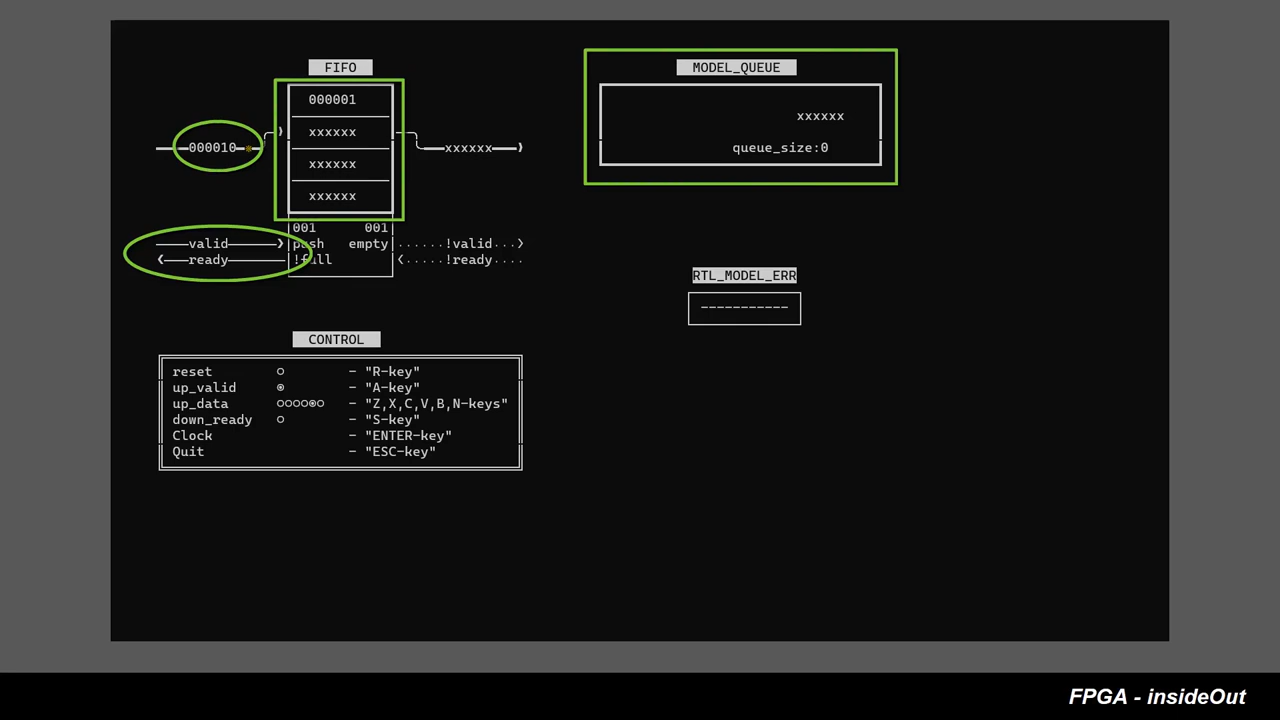 FIFO
000001
xxxxxx
xxxxxx
xxxxxx
000010
xxxxxx
001 001
valid push empty !valid
ready !full !ready
MODEL_QUEUE
xxxxxx
queue_size:0
RTL_MODEL_ERR
-----------
CONTROL
reset ○ - "R-key"
up_valid ◉ - "A-key"
up_data ○○○○◉○ - "Z,X,C,V,B,N-keys"
down_ready ○ - "S-key"
Clock - "ENTER-key"
Quit - "ESC-key"
FPGA - insideOut